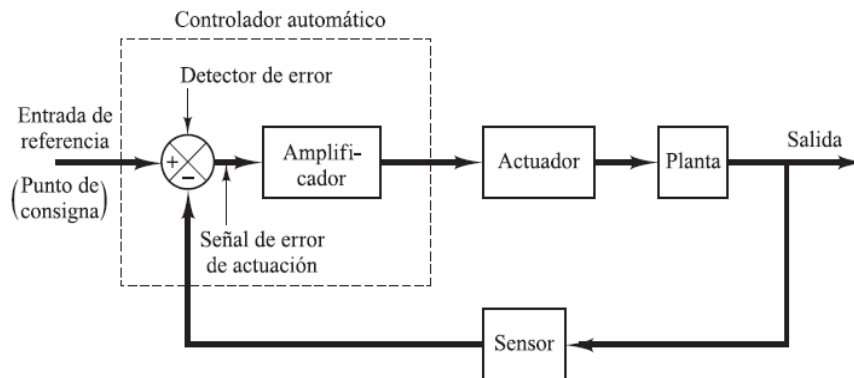 Controlador automático
Detector de error
Entrada de
referencia
(Punto de
consigna)
+
−
Amplifi-
cador
Actuador
Planta
Salida
Señal de error
de actuación
Sensor